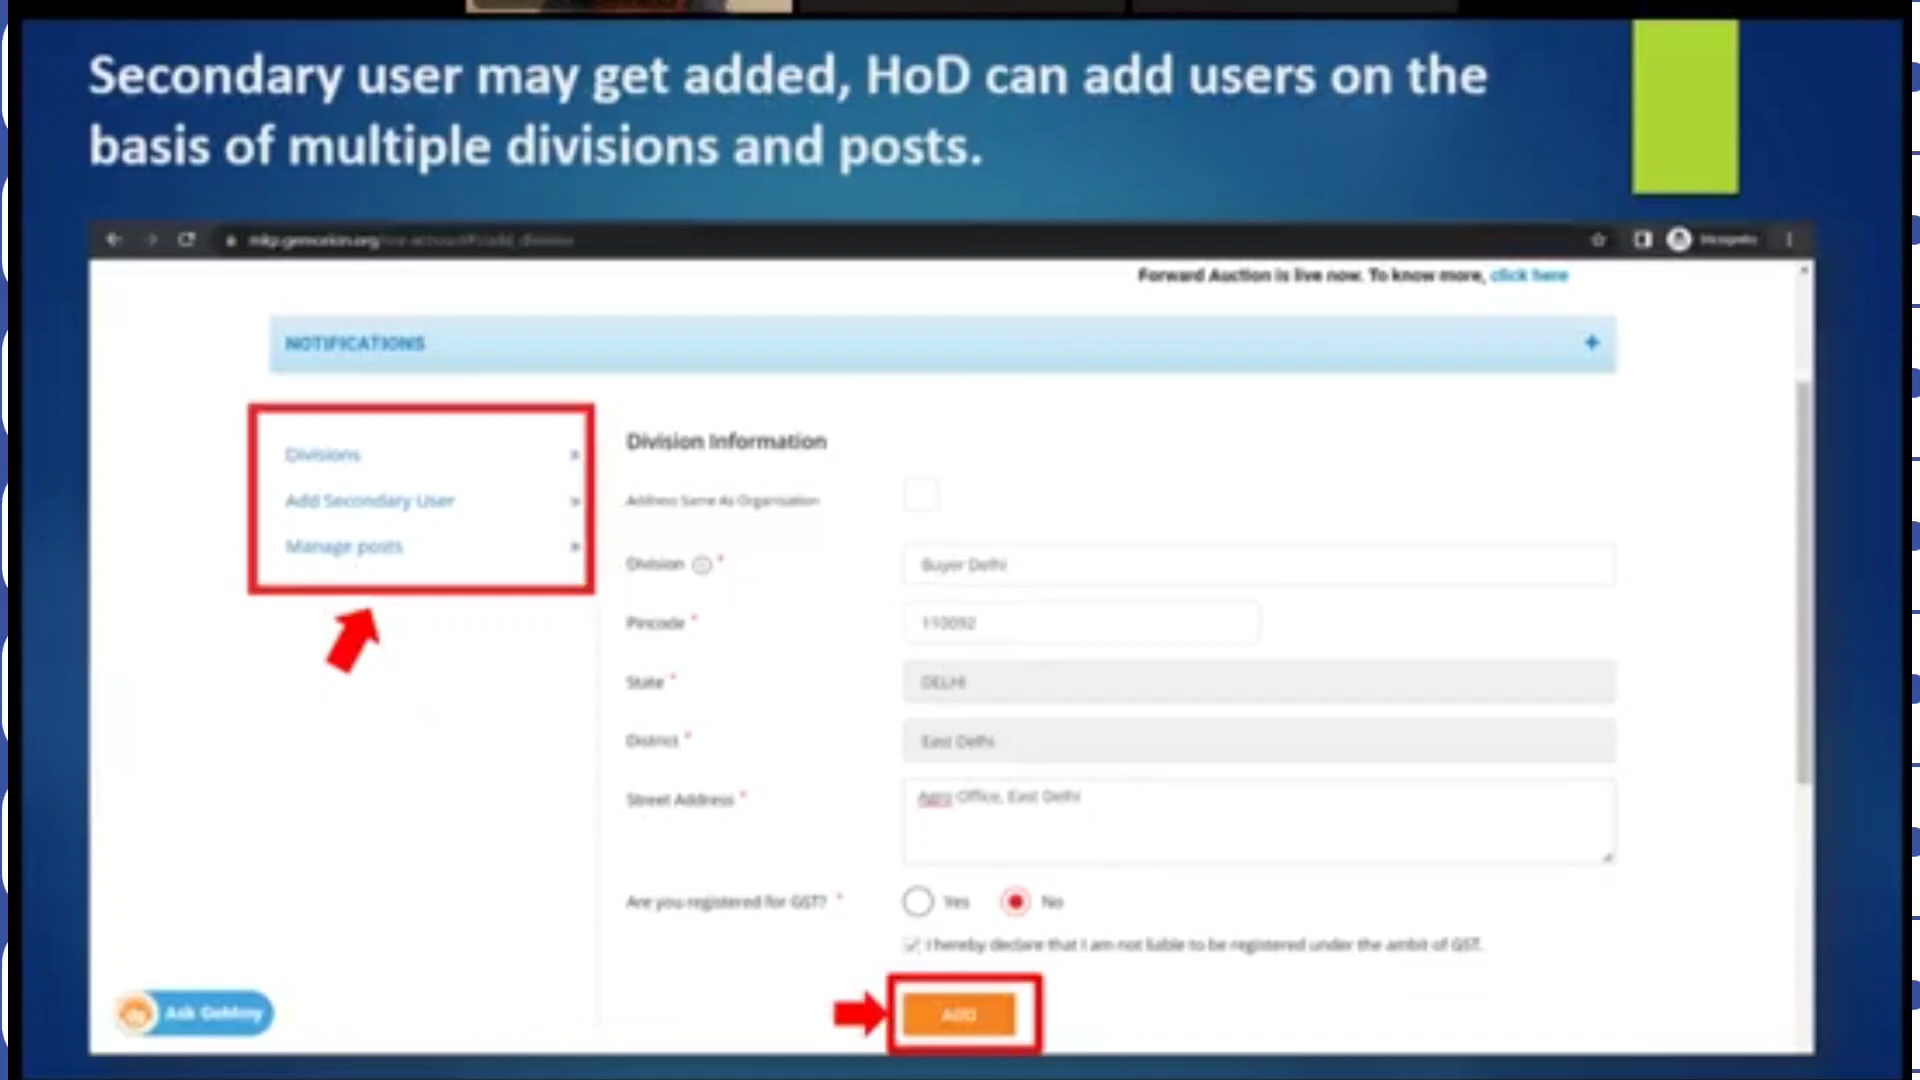 Secondary user may get added, HoD can add users on the
basis of multiple divisions and posts.
Incognito
Forward Auction is live now. To know more, click here
NOTIFICATIONS
Divisions
Add Secondary User
Manage posts
Division Information
Address Same As Organisation
Division *
Buyer Delhi
Pincode *
110092
State *
DELHI
District *
East Delhi
Street Address *
Agro Office, East Delhi
Are you registered for GST? *
Yes
No
I hereby declare that I am not liable to be registered under the ambit of GST.
ADD
Ask GeMmy